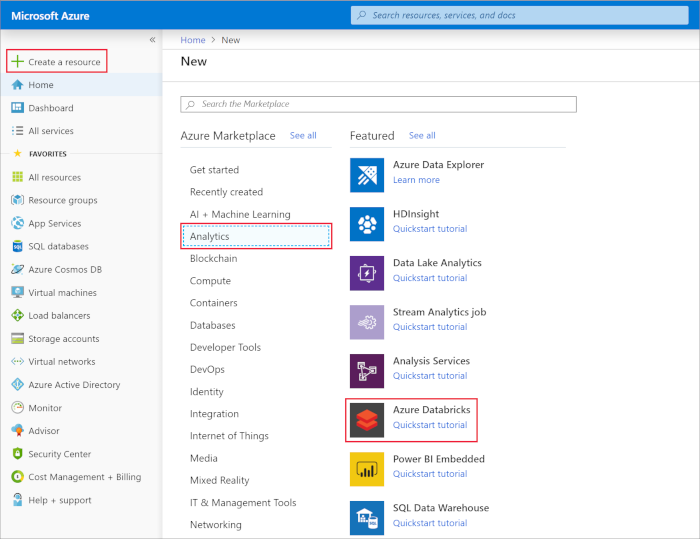 Microsoft Azure
Search resources, services, and docs
«
Create a resource
Home
Dashboard
All services
FAVORITES
All resources
Resource groups
App Services
SQL databases
Azure Cosmos DB
Virtual machines
Load balancers
Storage accounts
Virtual networks
Azure Active Directory
Monitor
Advisor
Security Center
Cost Management + Billing
Help + support
Home > New
New
Search the Marketplace
Azure Marketplace See all
Get started
Recently created
AI + Machine Learning
Analytics
Blockchain
Compute
Containers
Databases
Developer Tools
DevOps
Identity
Integration
Internet of Things
Media
Mixed Reality
IT & Management Tools
Networking
Featured See all
Azure Data Explorer
Learn more
HDInsight
Quickstart tutorial
Data Lake Analytics
Quickstart tutorial
Stream Analytics job
Quickstart tutorial
Analysis Services
Quickstart tutorial
Azure Databricks
Quickstart tutorial
Power BI Embedded
Quickstart tutorial
SQL Data Warehouse
Quickstart tutorial